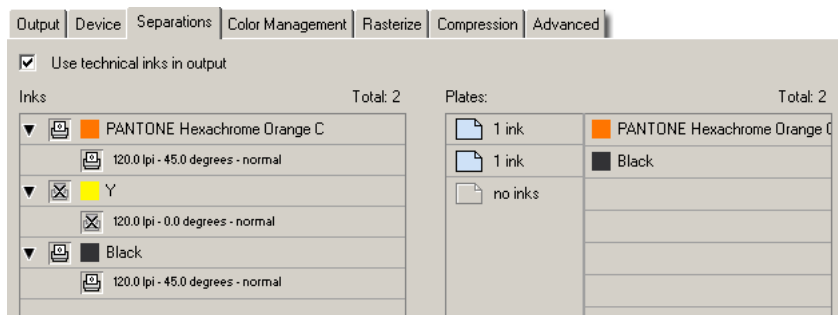 Output Device Separations Color Management Rasterize Compression Advanced
Use technical inks in output
Inks Total: 2
PANTONE Hexachrome Orange C
120.0 lpi - 45.0 degrees - normal
Y
120.0 lpi - 0.0 degrees - normal
Black
120.0 lpi - 45.0 degrees - normal
Plates: Total: 2
1 ink PANTONE Hexachrome Orange
1 ink Black
no inks